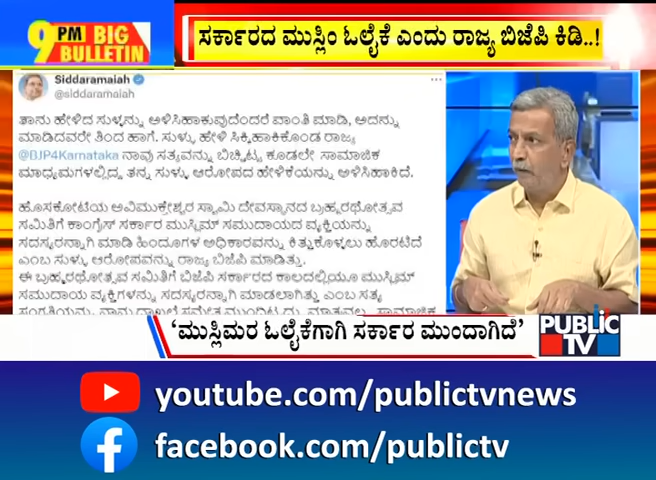 9PM BIG BULLETIN
ಸರ್ಕಾರದ ಮುಸ್ಲಿಂ ಓಲೈಕೆ ಎಂದು ರಾಜ್ಯ ಬಿಜೆಪಿ ಕಿಡಿ..!
Siddaramaiah
@siddaramaiah
ತಾನು ಹೇಳಿದ ಸುಳ್ಳನ್ನು ಅಳಿಸಿಹಾಕುವುದೆಂದರೆ ವಾಂತಿ ಮಾಡಿ, ಅದನ್ನು
ಮಾಡಿದವರೇ ತಿಂದ ಹಾಗೆ. ಸುಳ್ಳು ಹೇಳಿ ಸಿಕ್ಕಿಹಾಕಿಕೊಂಡ ರಾಜ್ಯ
@BJP4Karnataka ನಾವು ಸತ್ಯವನ್ನು ಬಿಚ್ಚಿಟ್ಟ ಕೂಡಲೇ ಸಾಮಾಜಿಕ
ಮಾಧ್ಯಮಗಳಲ್ಲಿದ್ದ ತನ್ನ ಸುಳ್ಳು ಆರೋಪದ ಹೇಳಿಕೆಯನ್ನು ಅಳಿಸಿಹಾಕಿದೆ.
ಹೊಸಕೋಟೆಯ ಅವಿಮುಕ್ತೇಶ್ವರ ಸ್ವಾಮಿ ದೇವಸ್ಥಾನದ ಬ್ರಹ್ಮರಥೋತ್ಸವ
ಸಮಿತಿಗೆ ಕಾಂಗ್ರೆಸ್ ಸರ್ಕಾರ ಮುಸ್ಲಿಮ್ ಸಮುದಾಯದ ವ್ಯಕ್ತಿಯನ್ನು
ಸದಸ್ಯರನ್ನಾಗಿ ಮಾಡಿ ಹಿಂದೂಗಳ ಅಧಿಕಾರವನ್ನು ಕಿತ್ತುಕೊಳ್ಳಲು ಹೊರಟಿದೆ
ಎಂಬ ಸುಳ್ಳು ಆರೋಪವನ್ನು ರಾಜ್ಯ ಬಿಜೆಪಿ ಮಾಡಿತ್ತು.
ಈ ಬ್ರಹ್ಮರಥೋತ್ಸವ ಸಮಿತಿಗೆ ಬಿಜೆಪಿ ಸರ್ಕಾರದ ಕಾಲದಲ್ಲಿಯೂ ಮುಸ್ಲಿಮ್
ಸಮುದಾಯ ವ್ಯಕ್ತಿಗಳನ್ನು ಸದಸ್ಯರನ್ನಾಗಿ ಮಾಡಲಾಗಿತ್ತು ಎಂಬ ಸತ್ಯ
'ಮುಸ್ಲಿಮರ ಓಲೈಕೆಗಾಗಿ ಸರ್ಕಾರ ಮುಂದಾಗಿದೆ'
PUBLIC TV
youtube.com/publictvnews
facebook.com/publictv